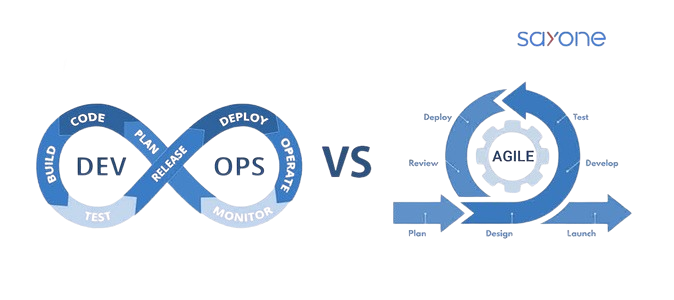 sayone
CODE
PLAN
BUILD
DEV
TEST
RELEASE
DEPLOY
OPS
OPERATE
MONITOR
VS
Deploy
Test
Review
AGILE
Develop
Plan
Design
Launch